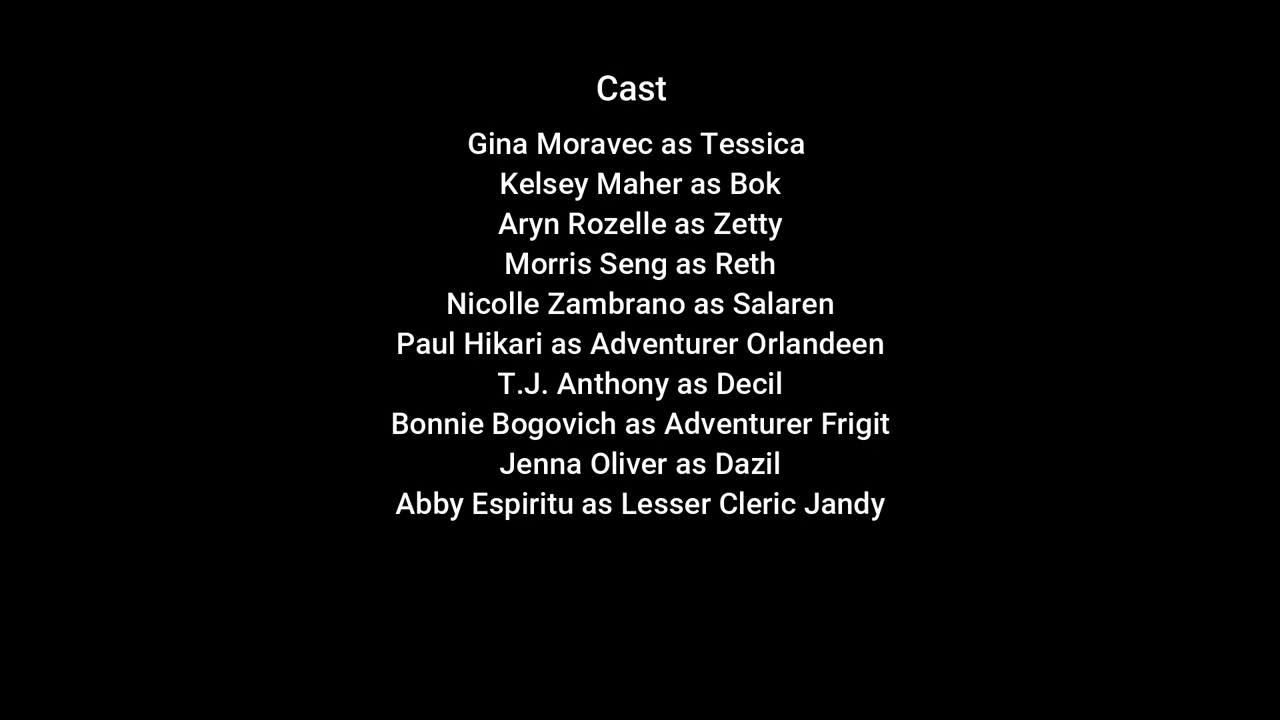 Cast
Gina Moravec as Tessica
Kelsey Maher as Bok
Aryn Rozelle as Zetty
Morris Seng as Reth
Nicolle Zambrano as Salaren
Paul Hikari as Adventurer Orlandeen
T.J. Anthony as Decil
Bonnie Bogovich as Adventurer Frigit
Jenna Oliver as Dazil
Abby Espiritu as Lesser Cleric Jandy